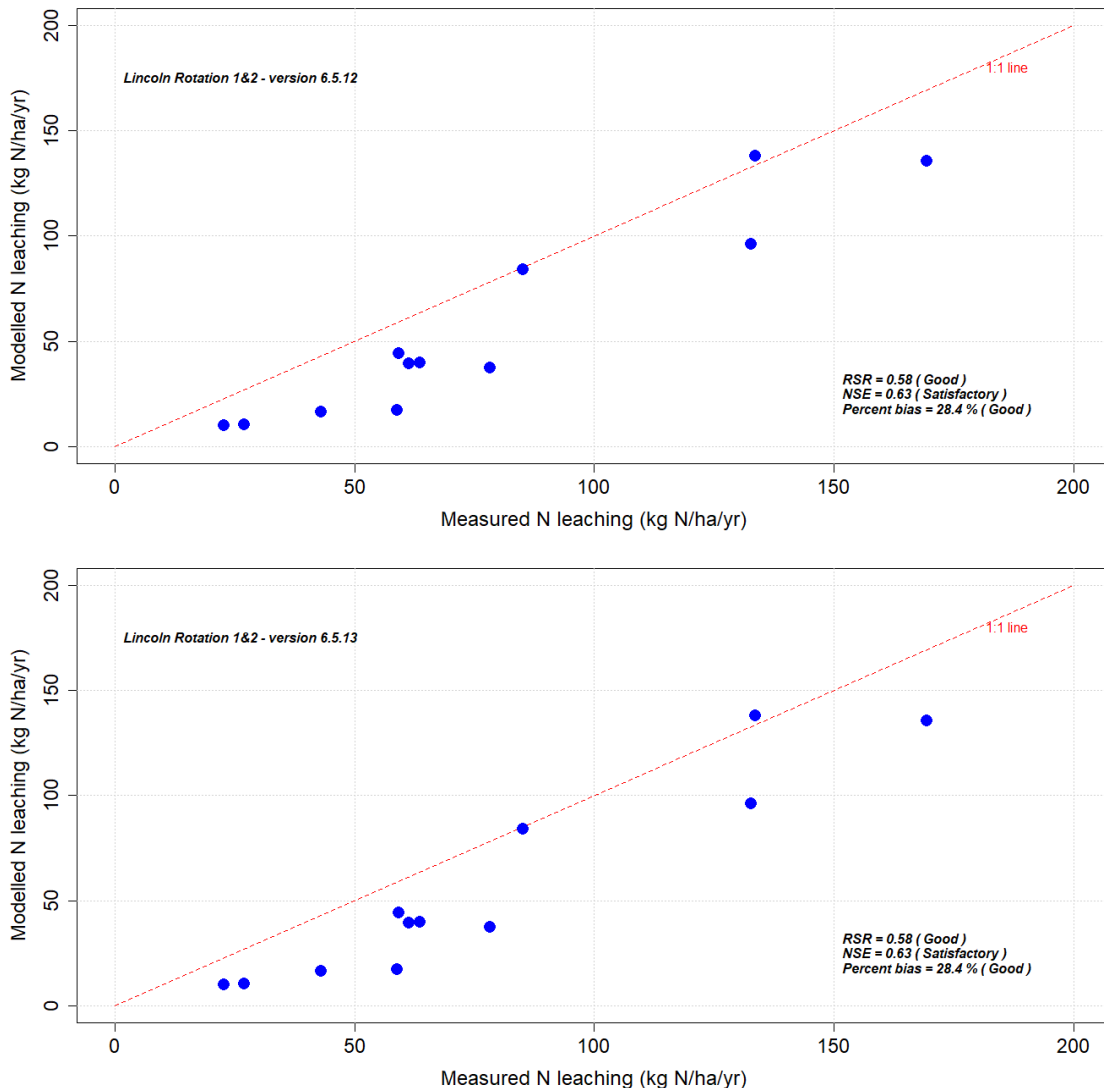 200
150
100
50
0
Modelled N leaching (kg N/ha/yr)
Lincoln Rotation 1&2 - version 6.5.12
1:1 line
RSR = 0.58 ( Good )
NSE = 0.63 ( Satisfactory )
Percent bias = 28.4 % ( Good )
0 50 100 150 200
Measured N leaching (kg N/ha/yr)
200
150
100
50
0
Modelled N leaching (kg N/ha/yr)
Lincoln Rotation 1&2 - version 6.5.13
1:1 line
RSR = 0.58 ( Good )
NSE = 0.63 ( Satisfactory )
Percent bias = 28.4 % ( Good )
0 50 100 150 200
Measured N leaching (kg N/ha/yr)